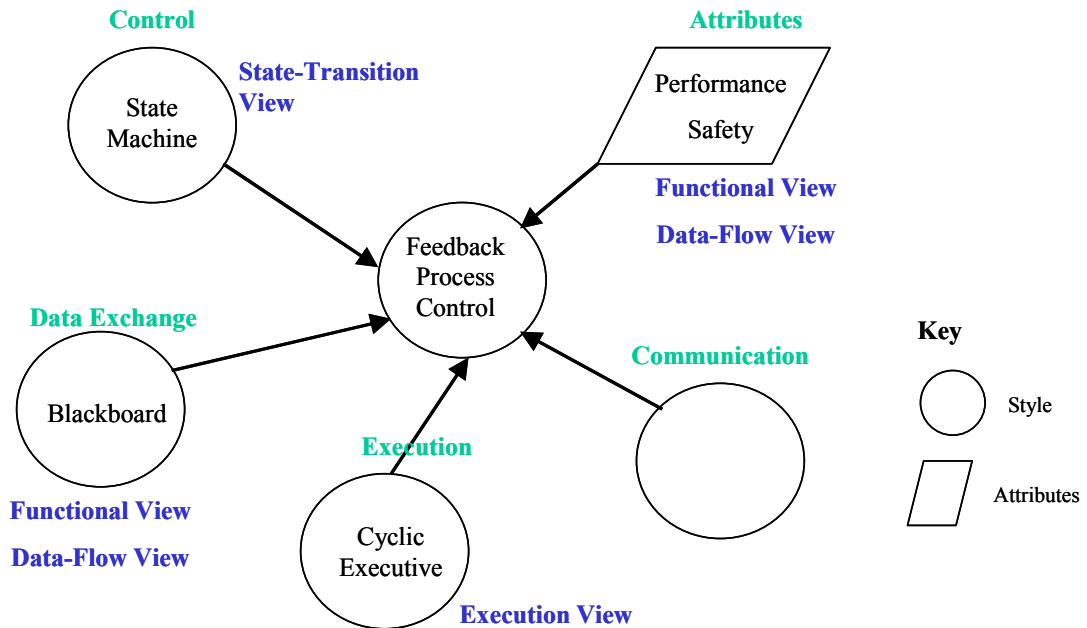 Control
Attributes
State-Transition
View
State
Machine
Performance
Safety
Functional View
Data-Flow View
Feedback
Process
Control
Data Exchange
Blackboard
Functional View
Data-Flow View
Communication
Execution
Cyclic
Executive
Execution View
Key
Style
Attributes